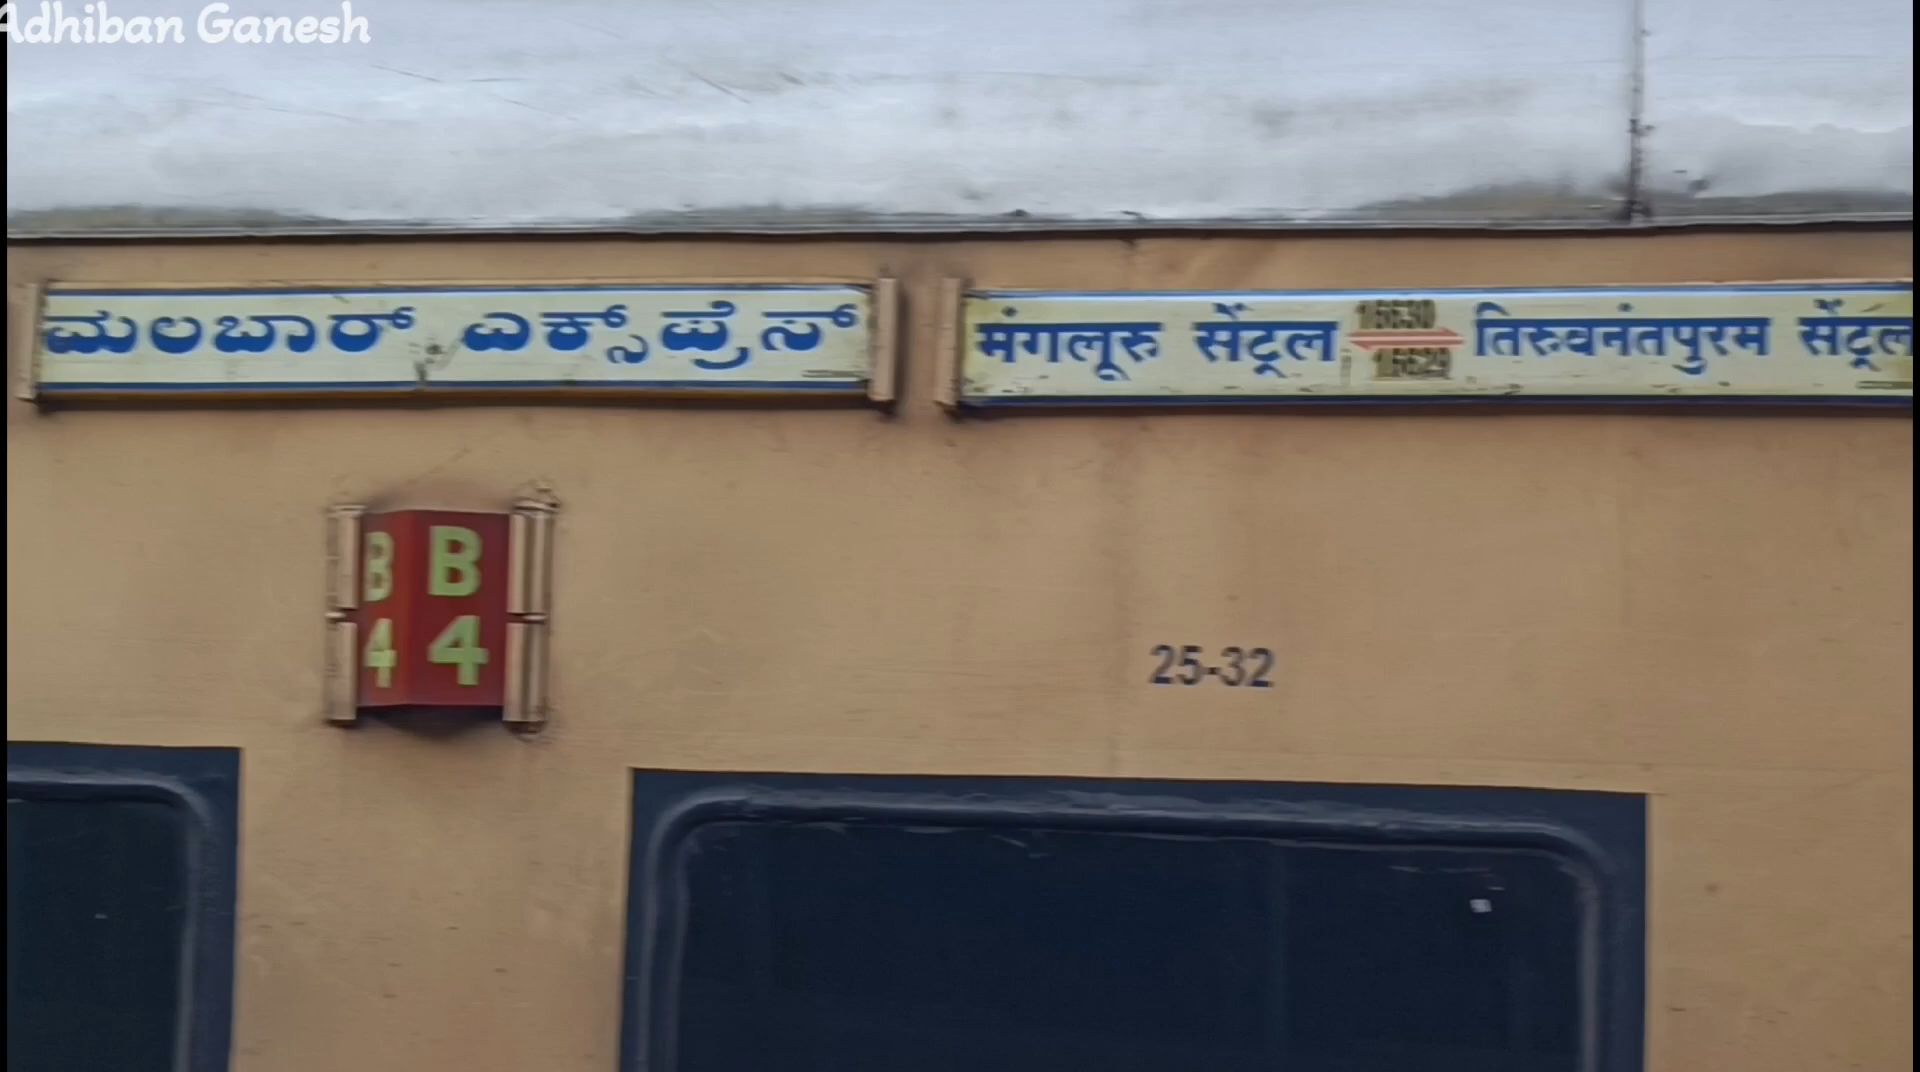 Adhiban Ganesh
ಮಲಬಾರ್ ಎಕ್ಸ್‌ಪ್ರೆಸ್
मंगलूरु सेंट्रल 16630 16629 तिरुवनंतपुरम सेंट्रल
B B
4 4
25-32